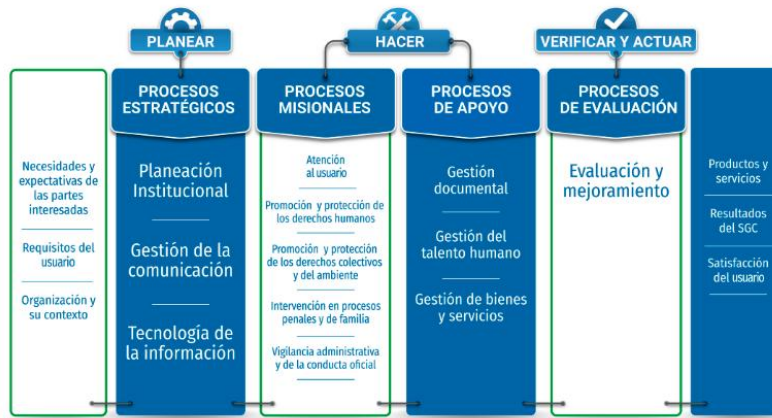 PLANEAR
HACER
VERIFICAR Y ACTUAR
Necesidades y
expectativas de
las partes
interesadas
Requisitos del
usuario
Organización y
su contexto
PROCESOS
ESTRATÉGICOS
Planeación
Institucional
Gestión de la
comunicación
Tecnología de
la información
PROCESOS
MISIONALES
Atención
al usuario
Promoción y protección de
los derechos humanos
Promoción y protección
de los derechos colectivos
y del ambiente
Intervención en procesos
penales y de familia
Vigilancia administrativa
y de la conducta oficial
PROCESOS
DE APOYO
Gestión
documental
Gestión del
talento humano
Gestión de bienes
y servicios
PROCESOS
DE EVALUACIÓN
Evaluación y
mejoramiento
Productos y
servicios
Resultados
del SGC
Satisfacción
del usuario